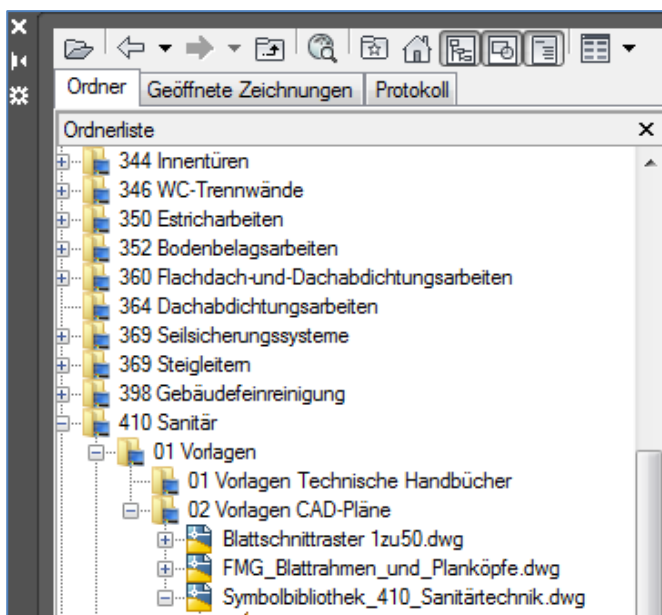 Ordner Geöffnete Zeichnungen Protokoll
Ordnerliste
344 Innentüren
346 WC-Trennwände
350 Estricharbeiten
352 Bodenbelagsarbeiten
360 Flachdach-und-Dachabdichtungsarbeiten
364 Dachabdichtungsarbeiten
369 Seilsicherungssysteme
369 Steigleitern
398 Gebäudefeinreinigung
410 Sanitär
01 Vorlagen
01 Vorlagen Technische Handbücher
02 Vorlagen CAD-Pläne
Blattschnittraster 1zu50.dwg
FMG_Blattrahmen_und_Planköpfe.dwg
Symbolbibliothek_410_Sanitärtechnik.dwg